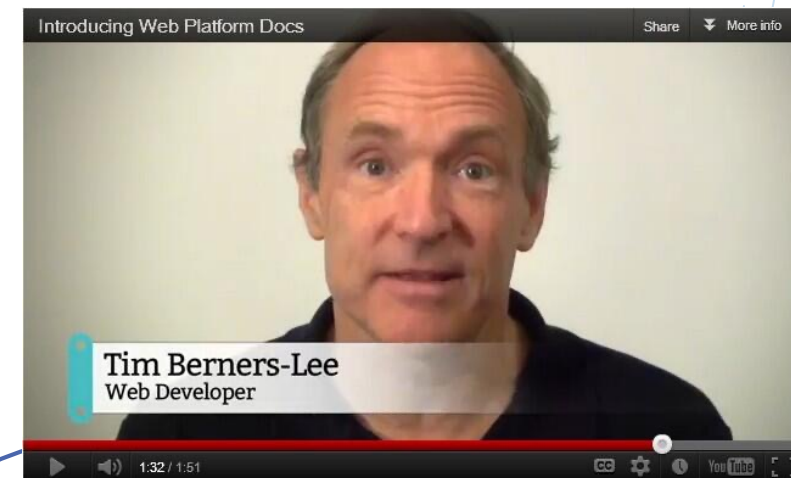 Introducing Web Platform Docs
Share
More info
Tim Berners-Lee
Web Developer
1:32 / 1:51
CC
YouTube